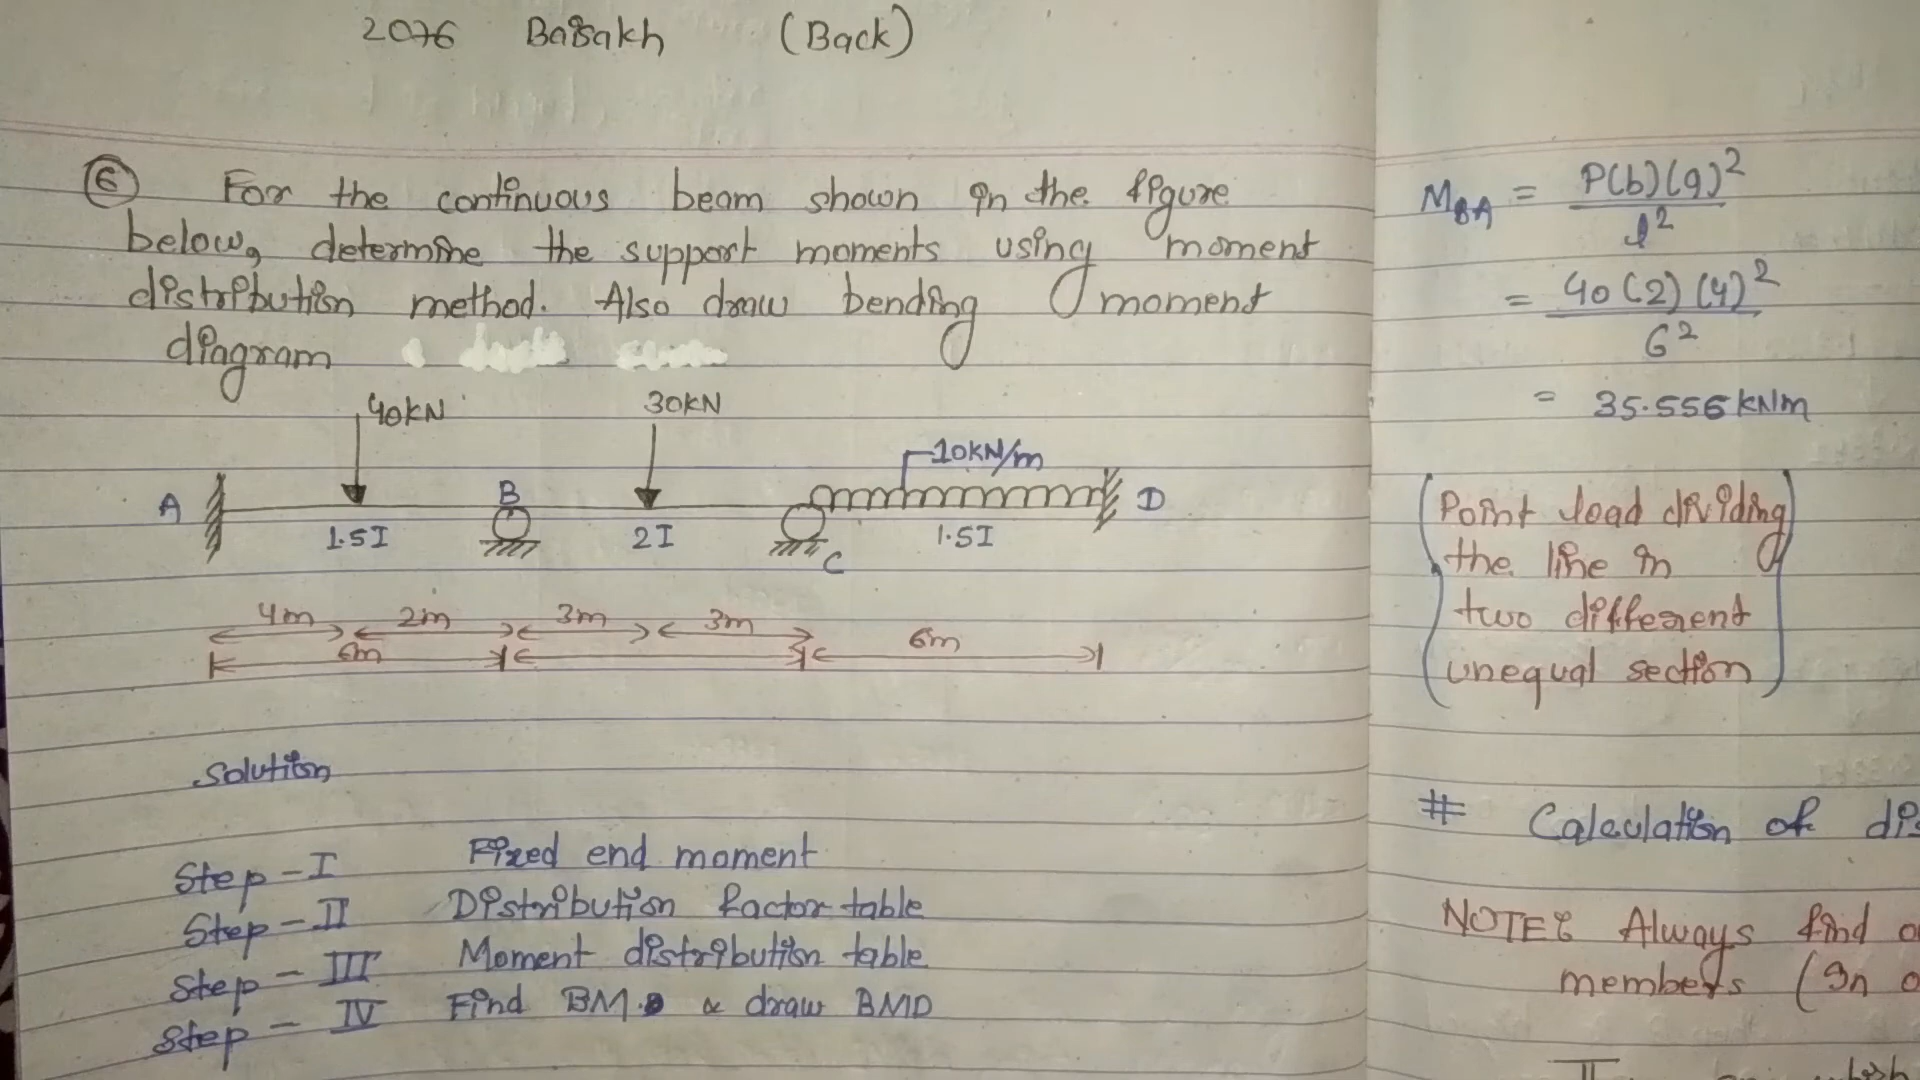 2076 Baisakh (Back)
⑥ For the continuous beam shown in the figure
below, determine the support moments using moment
distribution method. Also draw bending moment
diagram
40kN
30kN
10kN/m
A
B
D
1.5I
2I
C
1.5I
4m
2m
3m
3m
6m
6m
Solution
Step - I Fixed end moment
Step - II Distribution factor table
Step - III Moment distribution table
Step - IV Find BM. & draw BMD
MBA = P(b)(a)²
l²
= 40 (2) (4)²
6²
= 35.556 kNm
(Point load dividing
the line in
two different
unequal section)
# Calculation of dis
NOTE: Always find
members (In